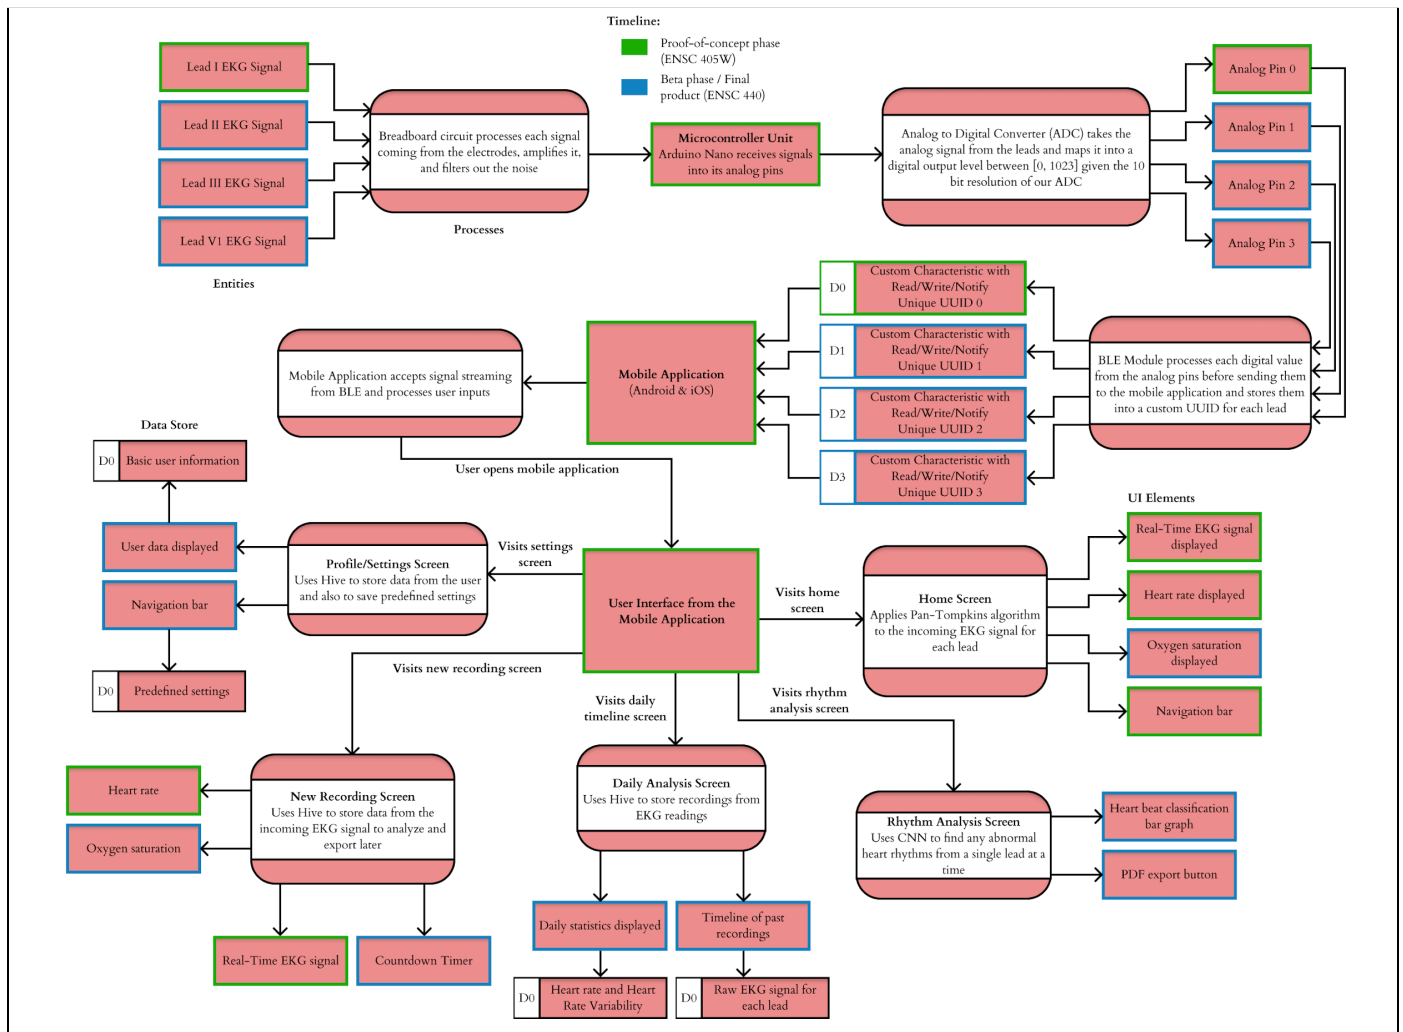 Timeline:
Proof-of-concept phase
(ENSC 405W)
Beta phase / Final
product (ENSC 440)
Lead I EKG Signal
Lead II EKG Signal
Lead III EKG Signal
Lead V1 EKG Signal
Entities
Breadboard circuit processes each signal
coming from the electrodes, amplifies it,
and filters out the noise
Processes
Microcontroller Unit
Arduino Nano receives signals
into its analog pins
Analog to Digital Converter (ADC) takes the
analog signal from the leads and maps it into a
digital output level between [0, 1023] given the 10
bit resolution of our ADC
Analog Pin 0
Analog Pin 1
Analog Pin 2
Analog Pin 3
BLE Module processes each digital value
from the analog pins before sending them
to the mobile application and stores them
into a custom UUID for each lead
D0
Custom Characteristic with
Read/Write/Notify
Unique UUID 0
D1
Custom Characteristic with
Read/Write/Notify
Unique UUID 1
D2
Custom Characteristic with
Read/Write/Notify
Unique UUID 2
D3
Custom Characteristic with
Read/Write/Notify
Unique UUID 3
Mobile Application
(Android & iOS)
Mobile Application accepts signal streaming
from BLE and processes user inputs
User opens mobile application
Data Store
D0
Basic user information
User data displayed
Navigation bar
D0
Predefined settings
Profile/Settings Screen
Uses Hive to store data from the user
and also to save predefined settings
Visits settings
screen
User Interface from the
Mobile Application
Visits home
screen
Home Screen
Applies Pan-Tompkins algorithm
to the incoming EKG signal for
each lead
UI Elements
Real-Time EKG signal
displayed
Heart rate displayed
Oxygen saturation
displayed
Navigation bar
Visits new recording screen
Visits daily
timeline screen
Visits rhythm
analysis screen
Heart rate
Oxygen saturation
New Recording Screen
Uses Hive to store data from the
incoming EKG signal to analyze and
export later
Real-Time EKG signal
Countdown Timer
Daily Analysis Screen
Uses Hive to store recordings from
EKG readings
Daily statistics displayed
Timeline of past
recordings
D0
Heart rate and Heart
Rate Variability
D0
Raw EKG signal for
each lead
Rhythm Analysis Screen
Uses CNN to find any abnormal
heart rhythms from a single lead at a
time
Heart beat classification
bar graph
PDF export button